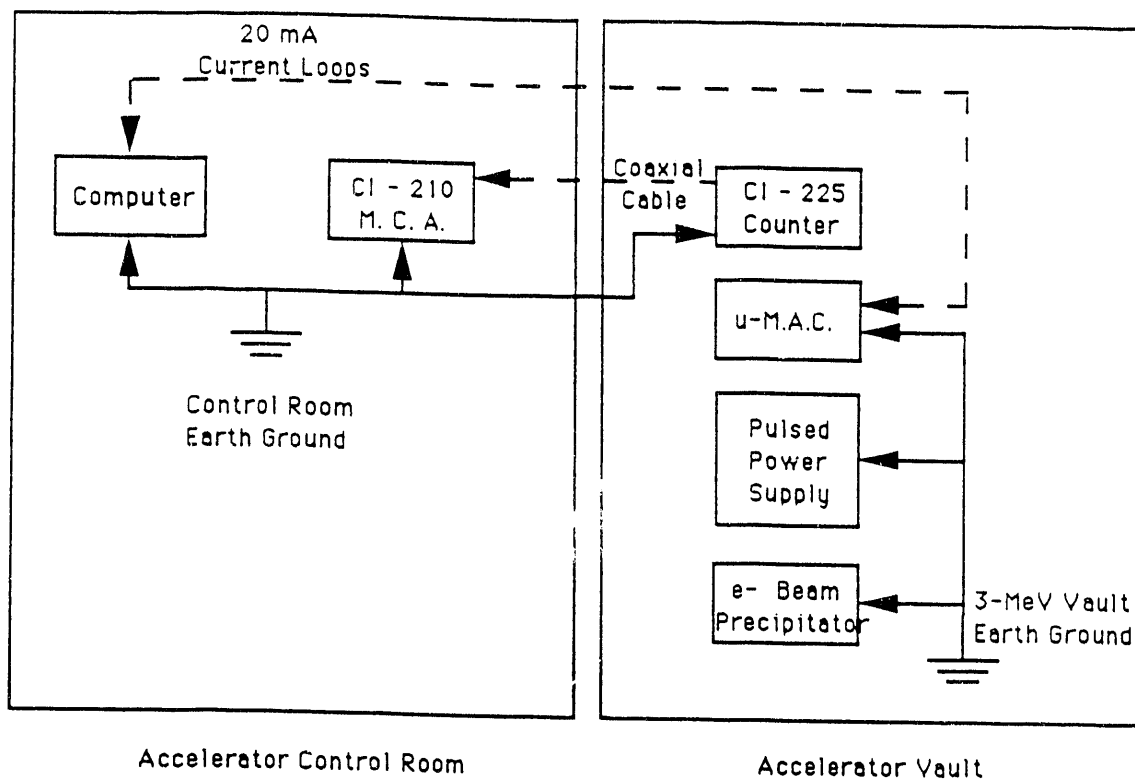 20 mA
Current Loops
Computer
CI - 210
M. C. A.
Coaxial
Cable
CI - 225
Counter
u-M.A.C.
Control Room
Earth Ground
Pulsed
Power
Supply
e- Beam
Precipitator
3-MeV Vault
Earth Ground
Accelerator Control Room
Accelerator Vault